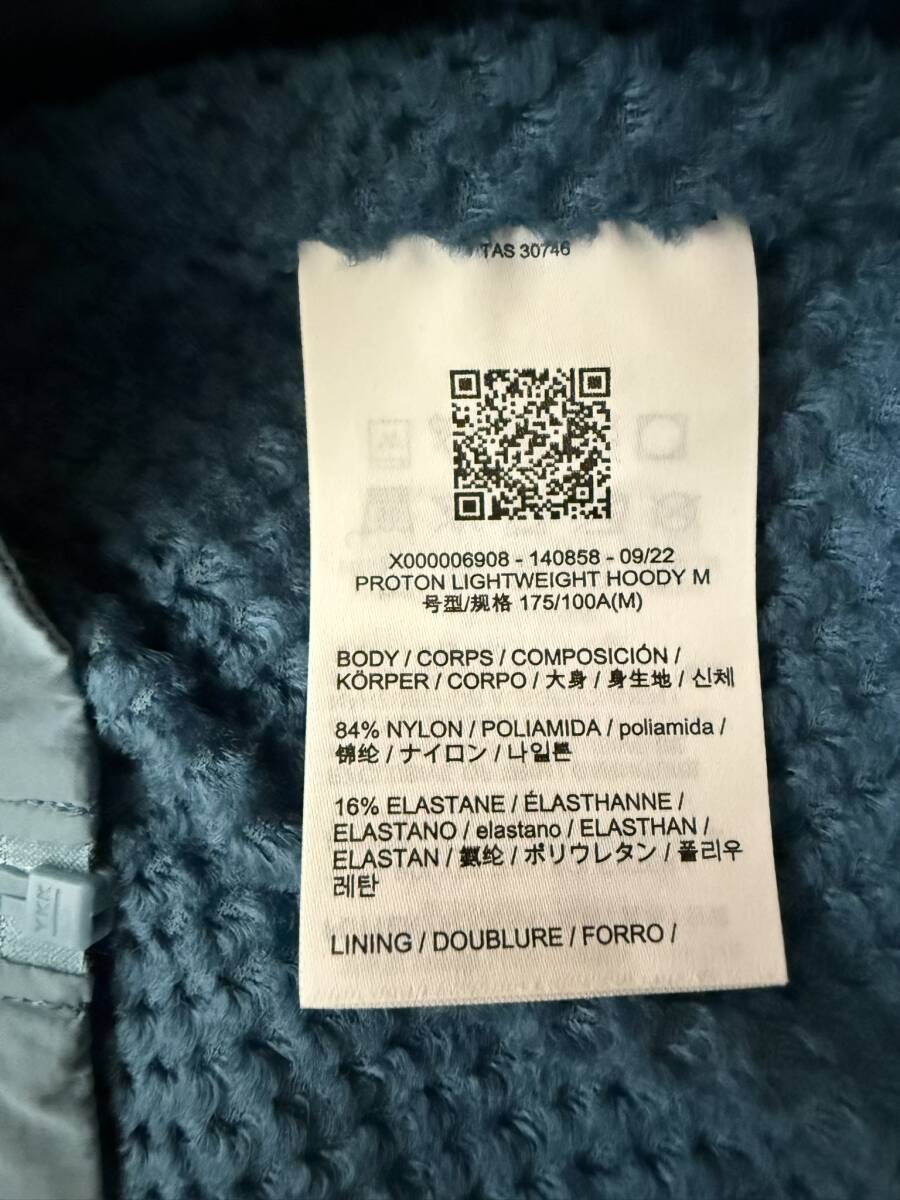 TAS 30746
X000006908 - 140858 - 09/22
PROTON LIGHTWEIGHT HOODY M
号型/规格 175/100A(M)
BODY / CORPS / COMPOSICIÓN /
KÖRPER / CORPO / 大身 / 身生地 / 신체
84% NYLON / POLIAMIDA / poliamida /
锦纶 / ナイロン / 나일론
16% ELASTANE / ÉLASTHANNE /
ELASTANO / elastano / ELASTHAN /
ELASTAN / 氨纶 / ポリウレタン / 폴리우
레탄
LINING / DOUBLURE / FORRO /
YKK